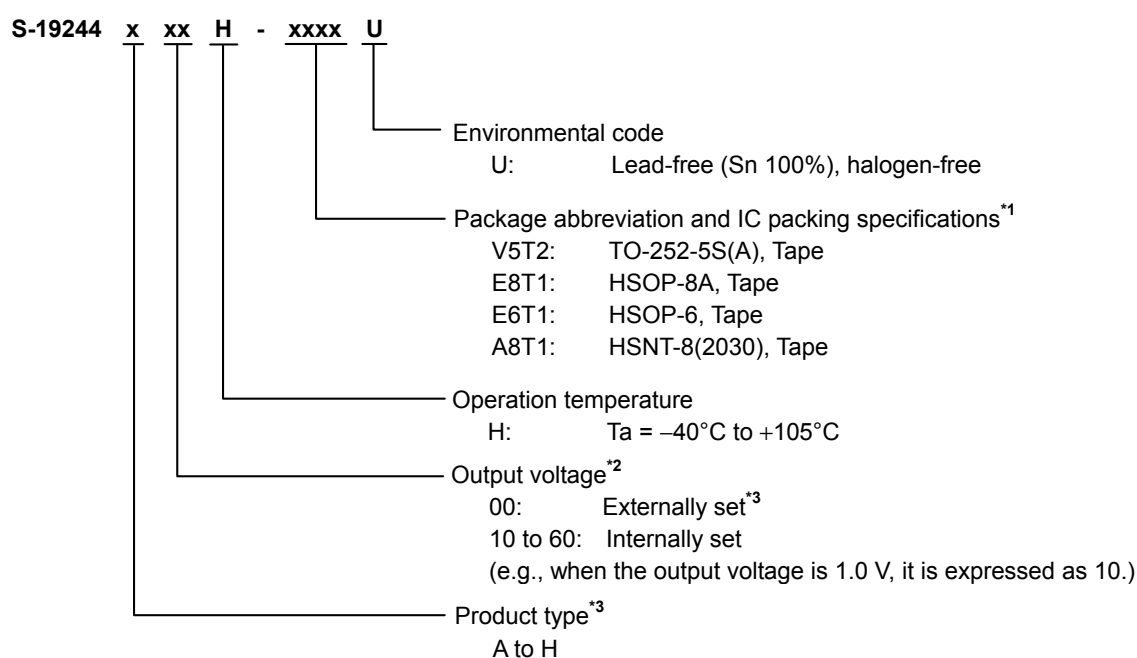 S-19244 x xx H - xxxx U
Environmental code
U: Lead-free (Sn 100%), halogen-free
Package abbreviation and IC packing specifications*1
V5T2: TO-252-5S(A), Tape
E8T1: HSOP-8A, Tape
E6T1: HSOP-6, Tape
A8T1: HSNT-8(2030), Tape
Operation temperature
H: Ta = −40°C to +105°C
Output voltage*2
00: Externally set*3
10 to 60: Internally set
(e.g., when the output voltage is 1.0 V, it is expressed as 10.)
Product type*3
A to H